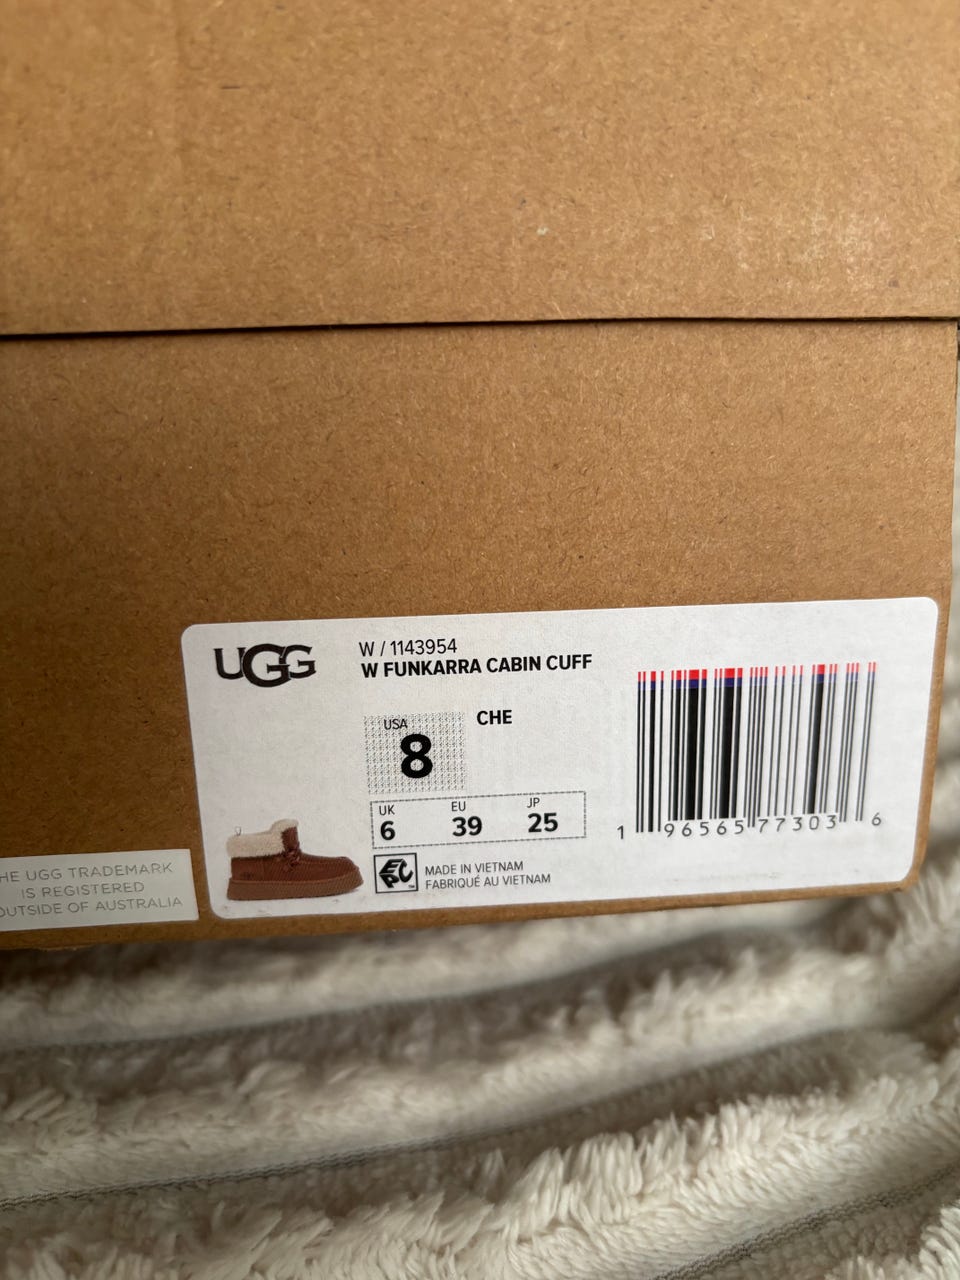 UGG
W / 1143954
W FUNKARRA CABIN CUFF
CHE
USA
8
UK EU JP
6 39 25
EPC
MADE IN VIETNAM
FABRIQUÉ AU VIETNAM
1 96565 77303 6
HE UGG TRADEMARK
IS REGISTERED
OUTSIDE OF AUSTRALIA